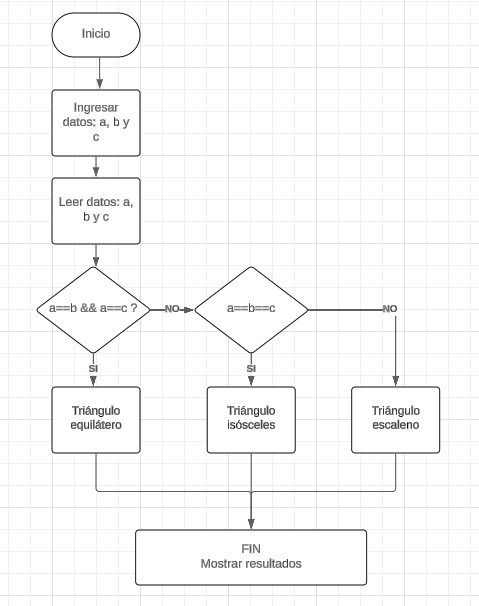 Inicio
Ingresar
datos: a, b y
c
Leer datos: a,
b y c
a==b && a==c ?
NO
a==b==c
NO
SI
SI
Triángulo
equilátero
Triángulo
isósceles
Triángulo
escaleno
FIN
Mostrar resultados